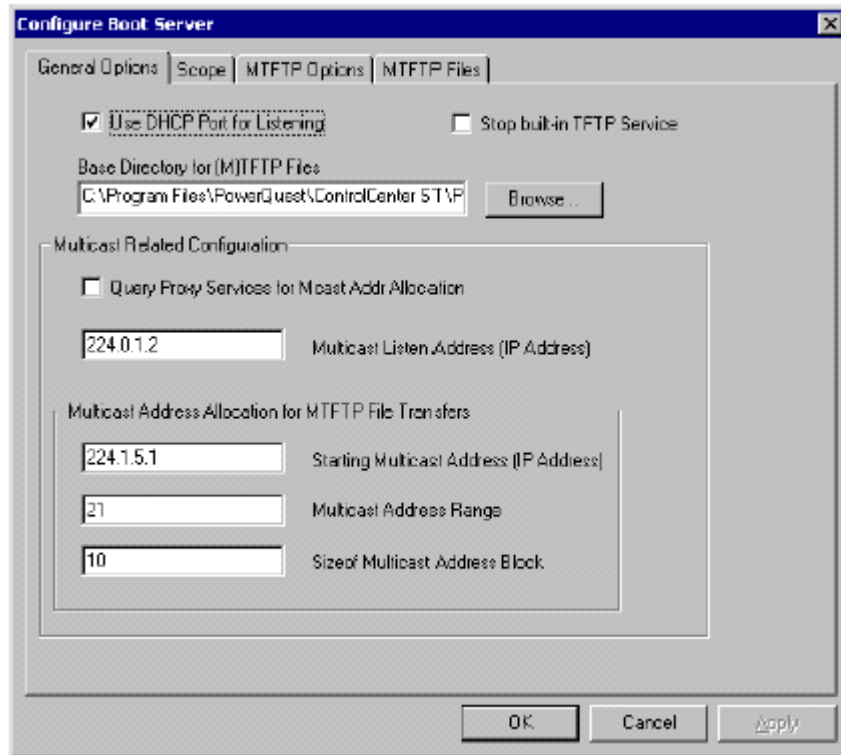 Configure Boot Server
General Options Scope MTFTP Options MTFTP Files
Use DHCP Port for Listening Stop built-in TFTP Service
Base Directory for (M)TFTP Files
C:\Program Files\PowerQuest\ControlCenter ST\P Browse...
Multicast Related Configuration
Query Proxy Services for Mcast Addr Allocation
224.0.1.2 Multicast Listen Address (IP Address)
Multicast Address Allocation for MTFTP File Transfers
224.1.5.1 Starting Multicast Address (IP Address)
21 Multicast Address Range
10 Sizeof Multicast Address Block
OK Cancel Apply